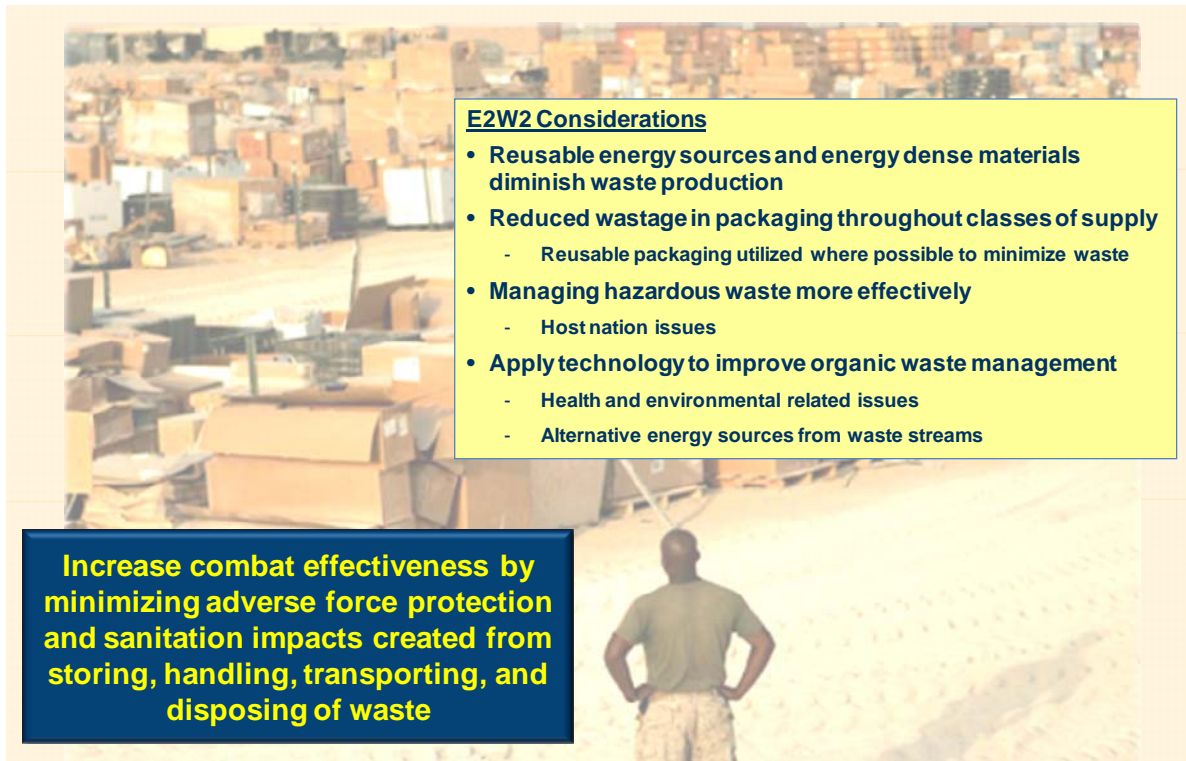 E2W2 Considerations
• Reusable energy sources and energy dense materials
diminish waste production
• Reduced wastage in packaging throughout classes of supply
- Reusable packaging utilized where possible to minimize waste
• Managing hazardous waste more effectively
- Host nation issues
• Apply technology to improve organic waste management
- Health and environmental related issues
- Alternative energy sources from waste streams
Increase combat effectiveness by
minimizing adverse force protection
and sanitation impacts created from
storing, handling, transporting, and
disposing of waste